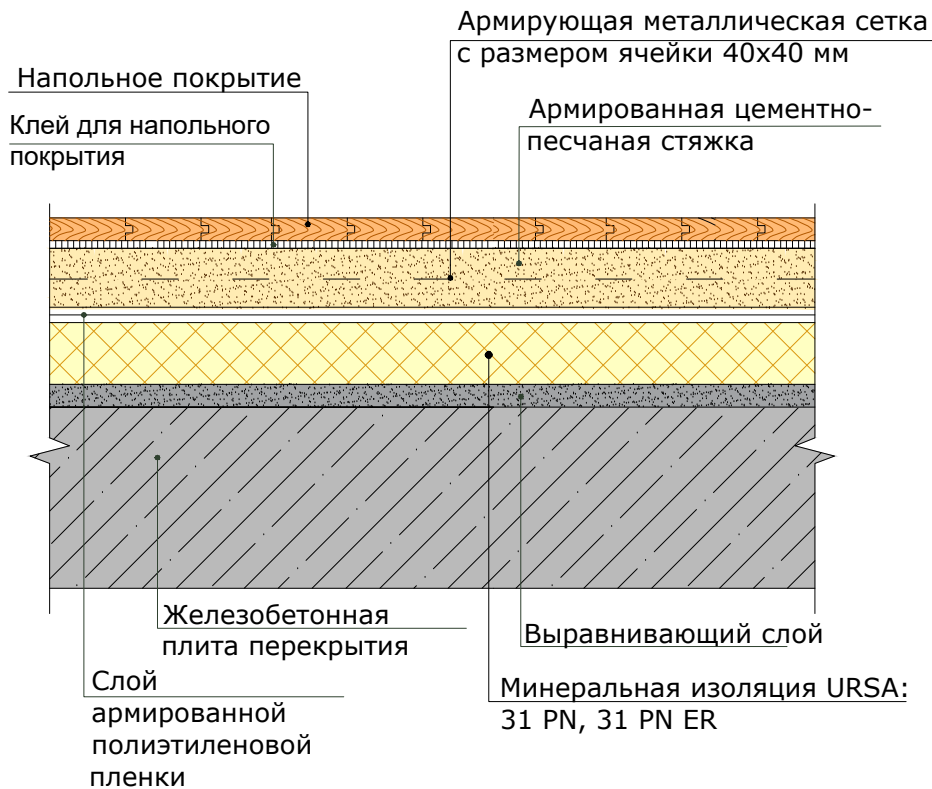 Армирующая металлическая сетка
с размером ячейки 40х40 мм
Напольное покрытие
Армированная цементно-
песчаная стяжка
Клей для напольного
покрытия
Железобетонная
плита перекрытия
Выравнивающий слой
Слой
армированной
полиэтиленовой
пленки
Минеральная изоляция URSA:
31 PN, 31 PN ER